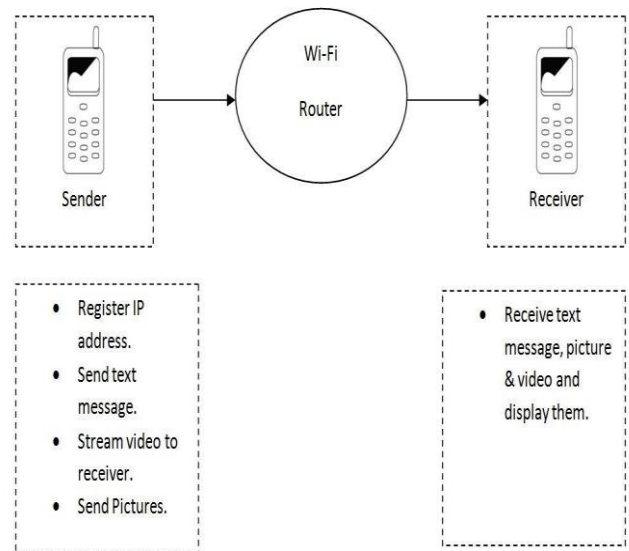 Wi-Fi
Router
Sender
Receiver
• Register IP
address.
• Send text
message.
• Stream video to
receiver.
• Send Pictures.
• Receive text
message, picture
& video and
display them.